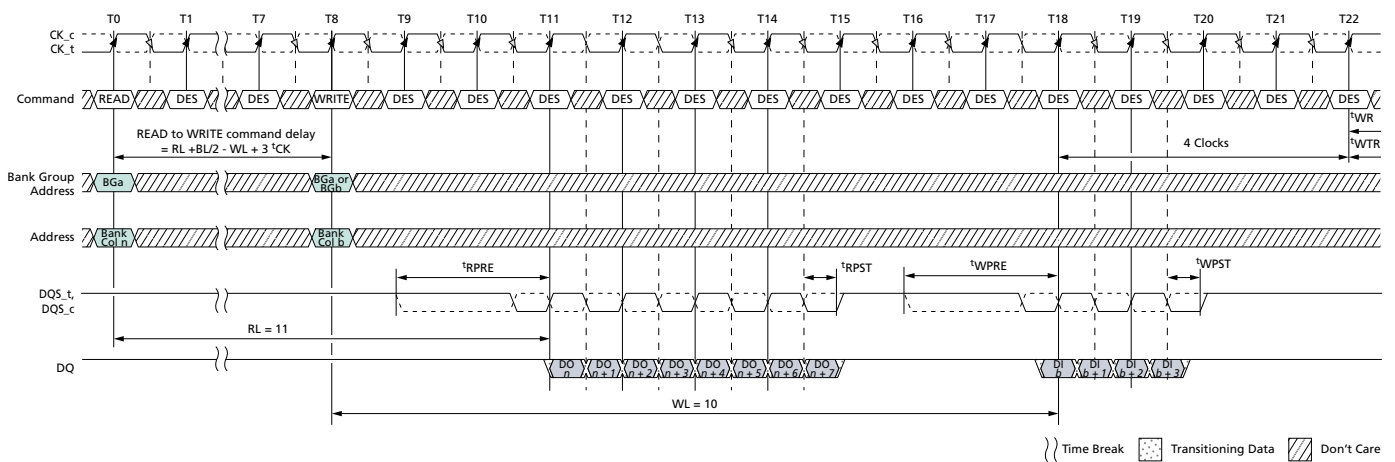 T0 T1 T7 T8 T9 T10 T11 T12 T13 T14 T15 T16 T17 T18 T19 T20 T21 T22
CK_c
CK_t
Command READ DES DES WRITE DES DES DES DES DES DES DES DES DES DES DES DES DES DES
tWR
READ to WRITE command delay
= RL +BL/2 - WL + 3 tCK
4 Clocks
tWTR
Bank Group
Address
BGa
BGa or
BGb
Address
Bank
Col n
Bank
Col b
tRPRE tRPST tWPRE tWPST
DQS_t,
DQS_c
RL = 11
DQ
DO
n
DO
n + 1
DO
n + 2
DO
n + 3
DO
n + 4
DO
n + 5
DO
n + 6
DO
n + 7
DI
b
DI
b + 1
DI
b + 2
DI
b + 3
WL = 10
Time Break Transitioning Data Don't Care